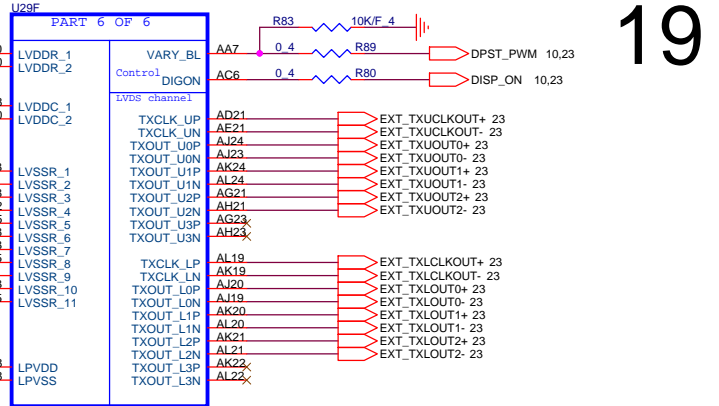 U29F
19
PART 6 OF 6
R83 10K/F_4
LVDDR_1 VARY_BL AA7 0_4 R89 DPST_PWM 10,23
LVDDR_2
Control DIGON AC6 0_4 R80 DISP_ON 10,23
LVDS channel
LVDDC_1
LVDDC_2 TXCLK_UP AD21 EXT_TXUCLKOUT+ 23
TXCLK_UN AE21 EXT_TXUCLKOUT- 23
TXOUT_U0P AJ24 EXT_TXUOUT0+ 23
TXOUT_U0N AJ23 EXT_TXUOUT0- 23
LVSSR_1 TXOUT_U1P AK24 EXT_TXUOUT1+ 23
LVSSR_2 TXOUT_U1N AL24 EXT_TXUOUT1- 23
LVSSR_3 TXOUT_U2P AG21 EXT_TXUOUT2+ 23
LVSSR_4 TXOUT_U2N AH21 EXT_TXUOUT2- 23
LVSSR_5 TXOUT_U3P AG23
LVSSR_6 TXOUT_U3N AH23
LVSSR_7
LVSSR_8 TXCLK_LP AL19 EXT_TXLCLKOUT+ 23
LVSSR_9 TXCLK_LN AK19 EXT_TXLCLKOUT- 23
LVSSR_10 TXOUT_L0P AJ20 EXT_TXLOUT0+ 23
LVSSR_11 TXOUT_L0N AJ19 EXT_TXLOUT0- 23
TXOUT_L1P AK20 EXT_TXLOUT1+ 23
TXOUT_L1N AL20 EXT_TXLOUT1- 23
TXOUT_L2P AK21 EXT_TXLOUT2+ 23
TXOUT_L2N AL21 EXT_TXLOUT2- 23
LPVDD TXOUT_L3P AK22
LPVSS TXOUT_L3N AL22